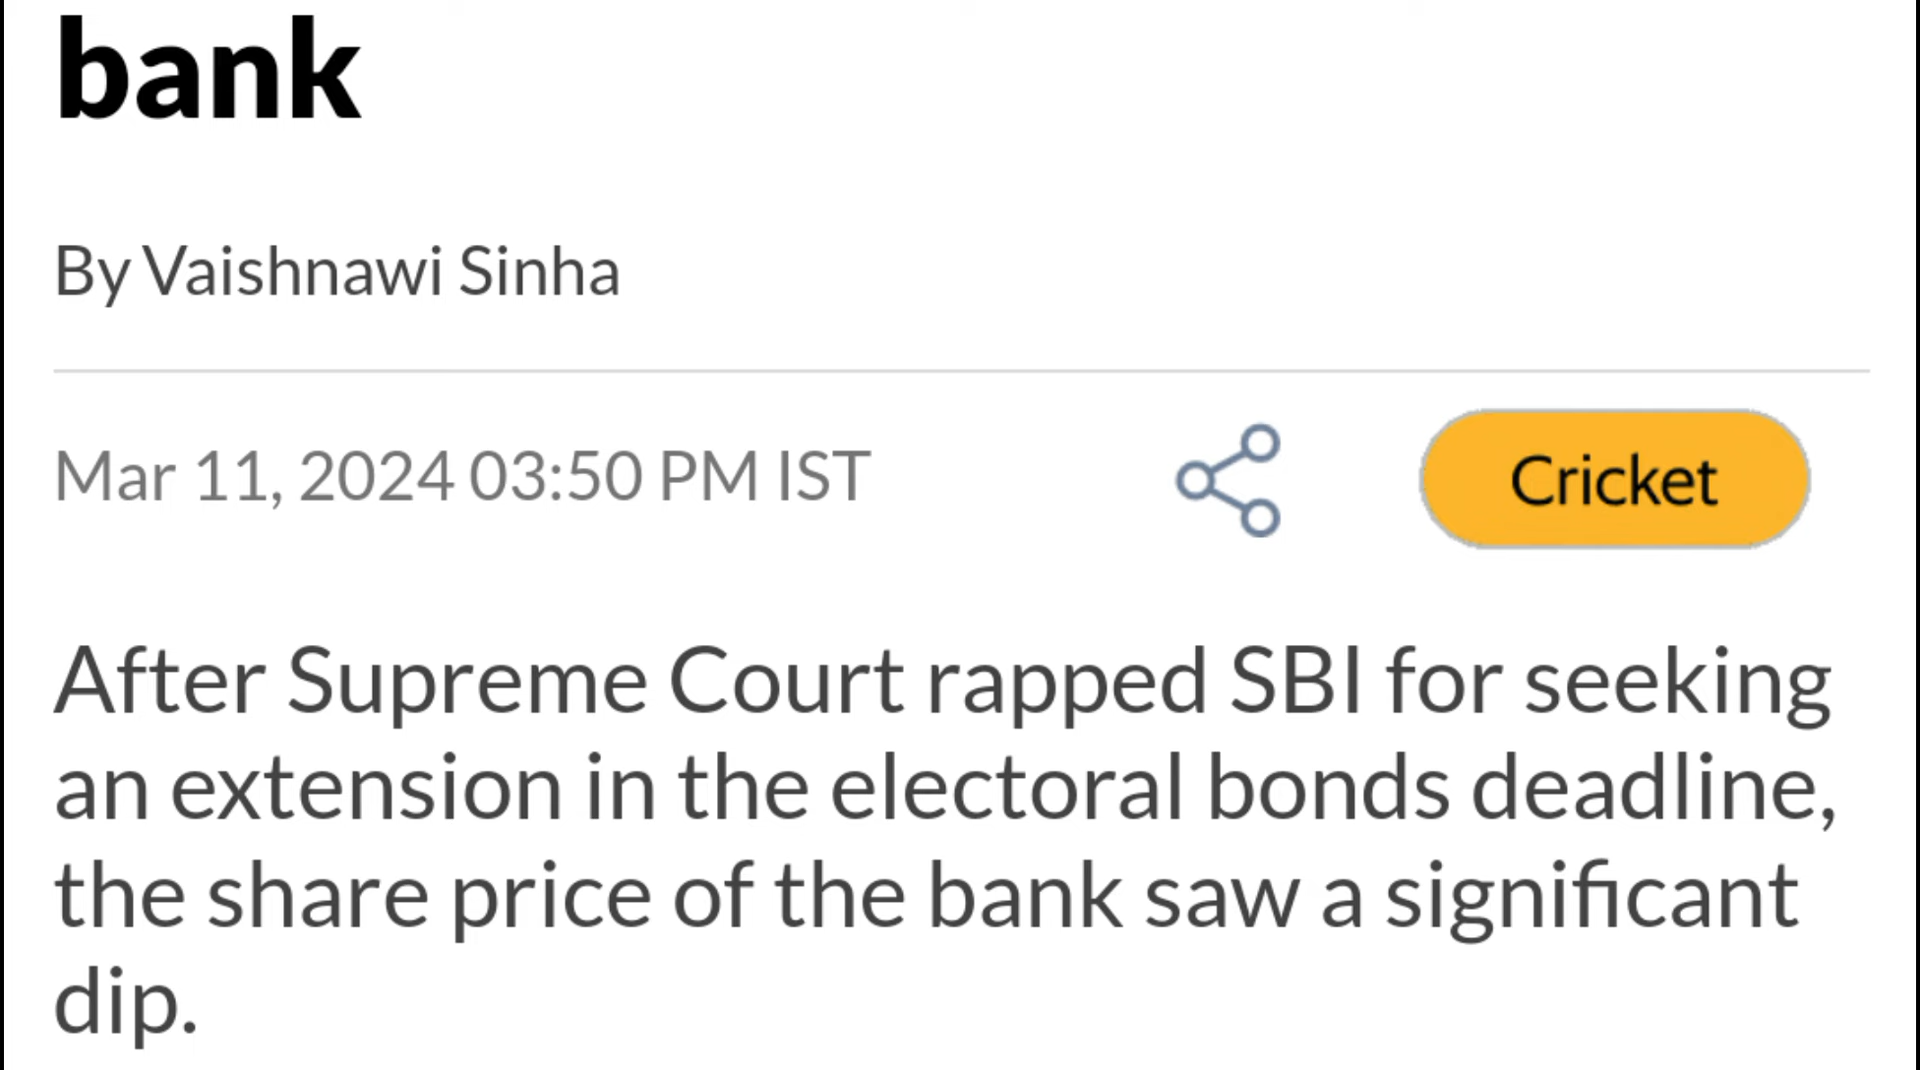 bank
By Vaishnawi Sinha
Mar 11, 2024 03:50 PM IST
Cricket
After Supreme Court rapped SBI for seeking
an extension in the electoral bonds deadline,
the share price of the bank saw a significant
dip.